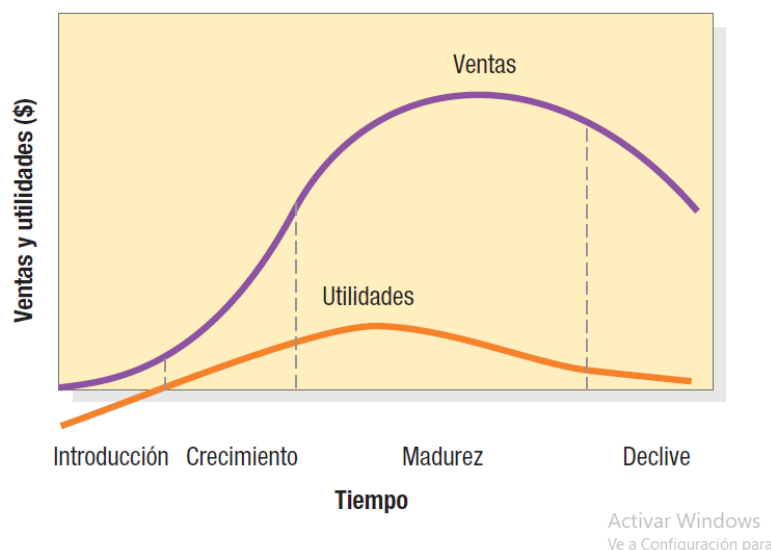 Ventas
Ventas y utilidades ($)
Utilidades
Introducción Crecimiento Madurez Declive
Tiempo
Activar Windows
Ve a Configuración para